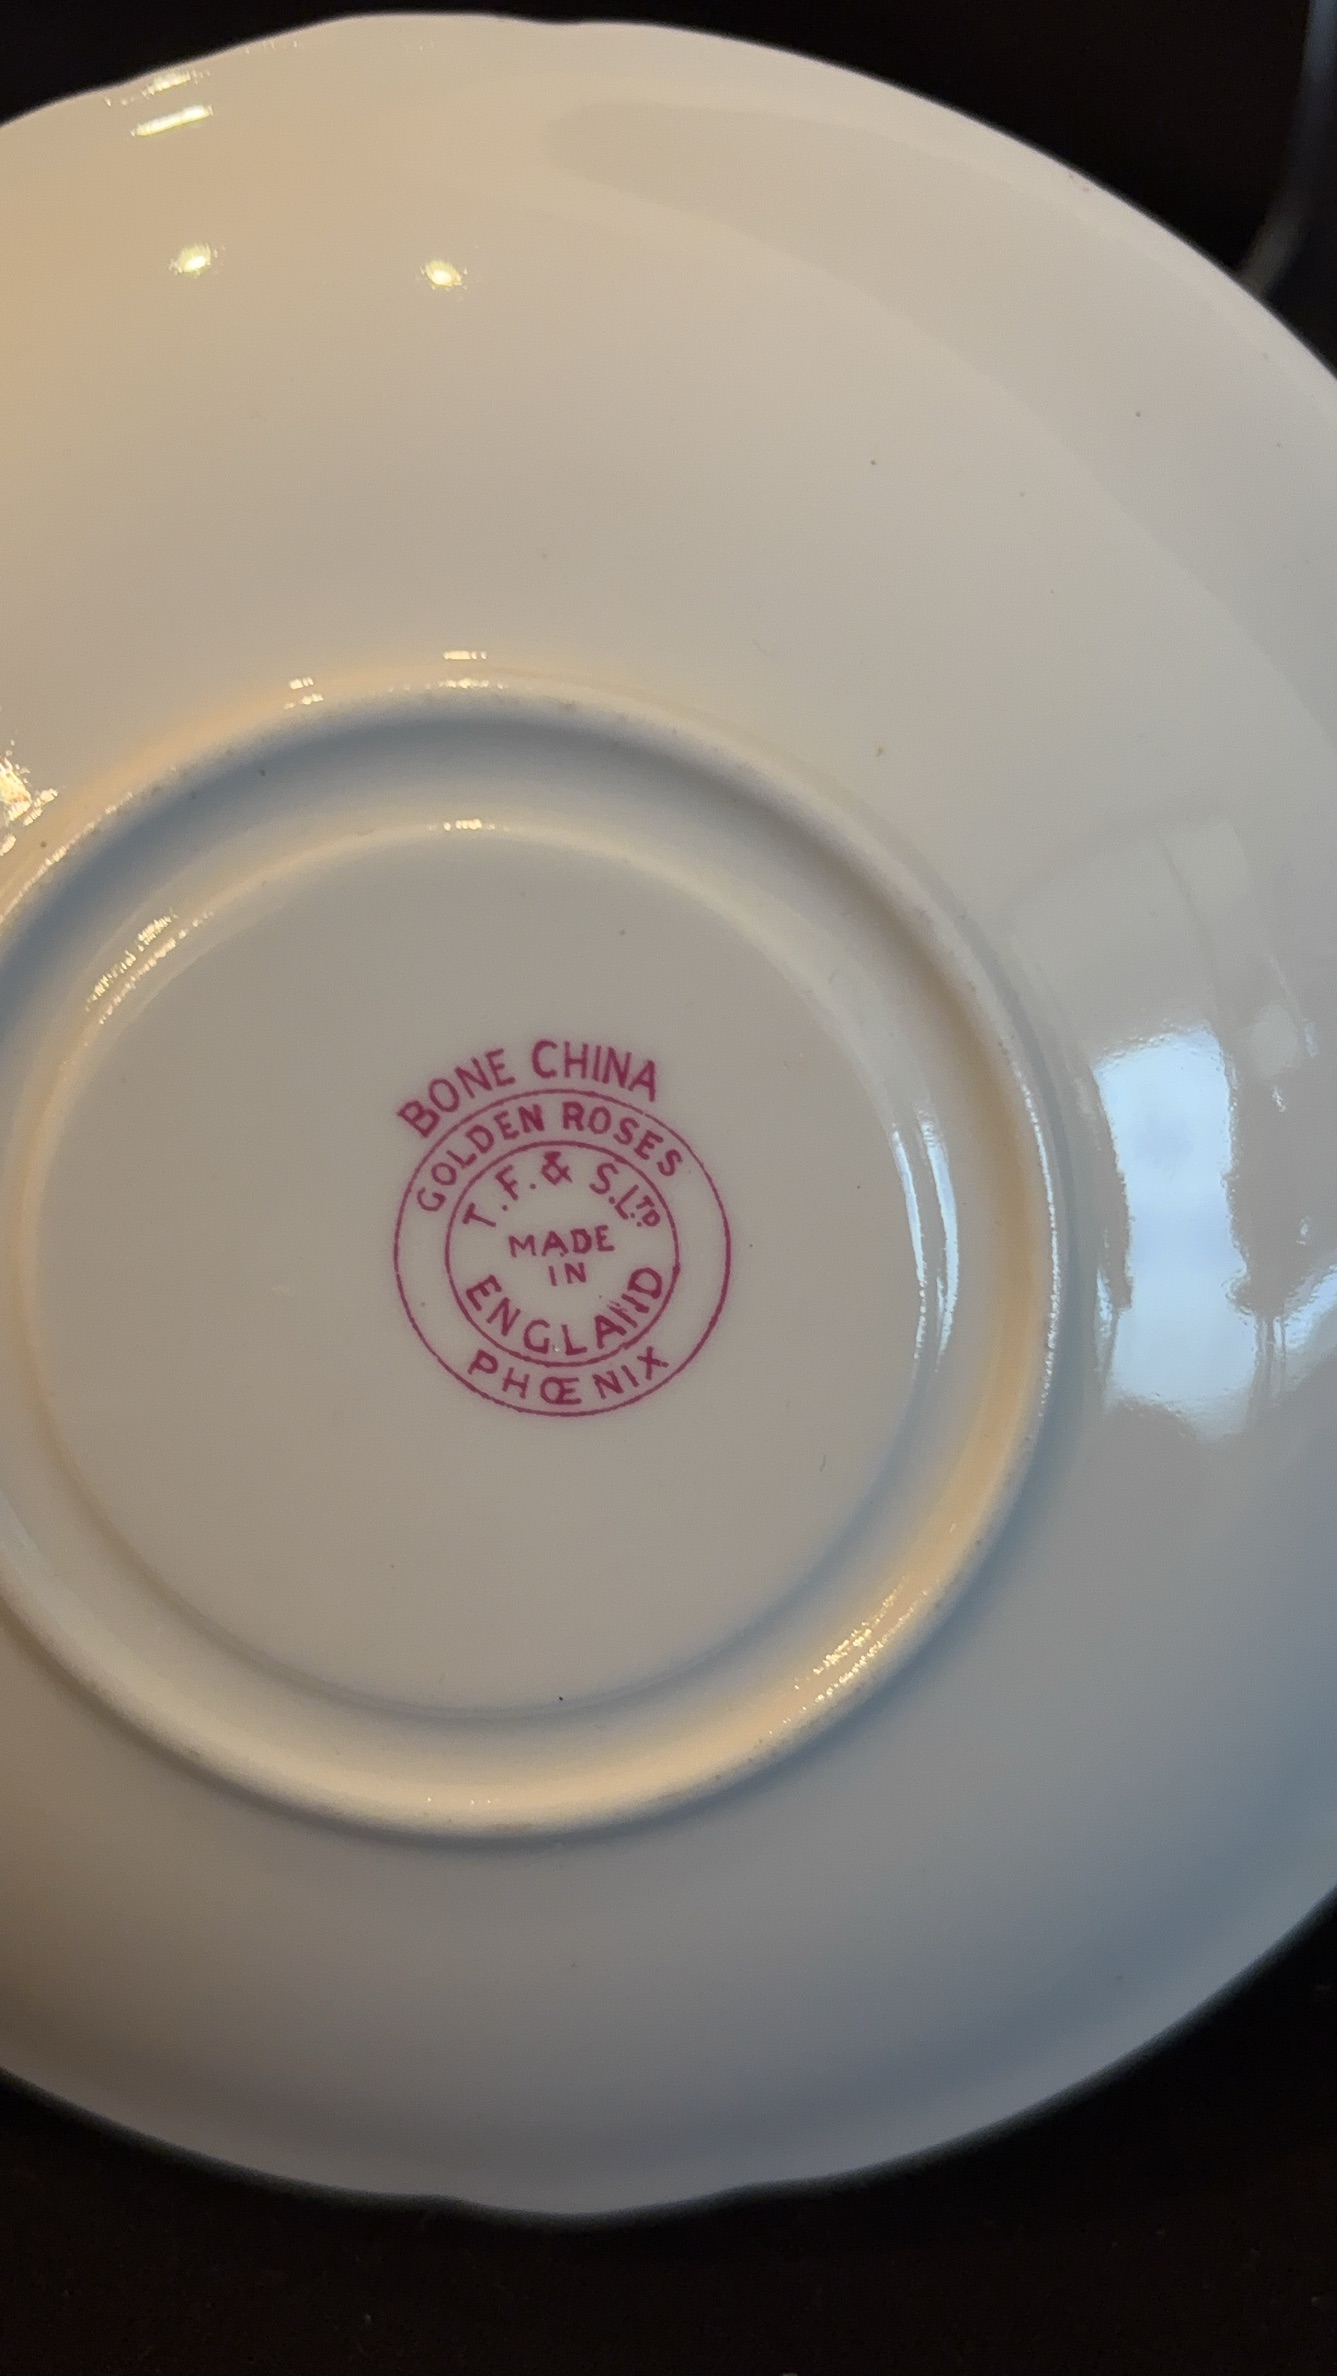 BONE CHINA
GOLDEN ROSES
T.F. & S. LTD
MADE
IN
ENGLAND
PHŒNIX